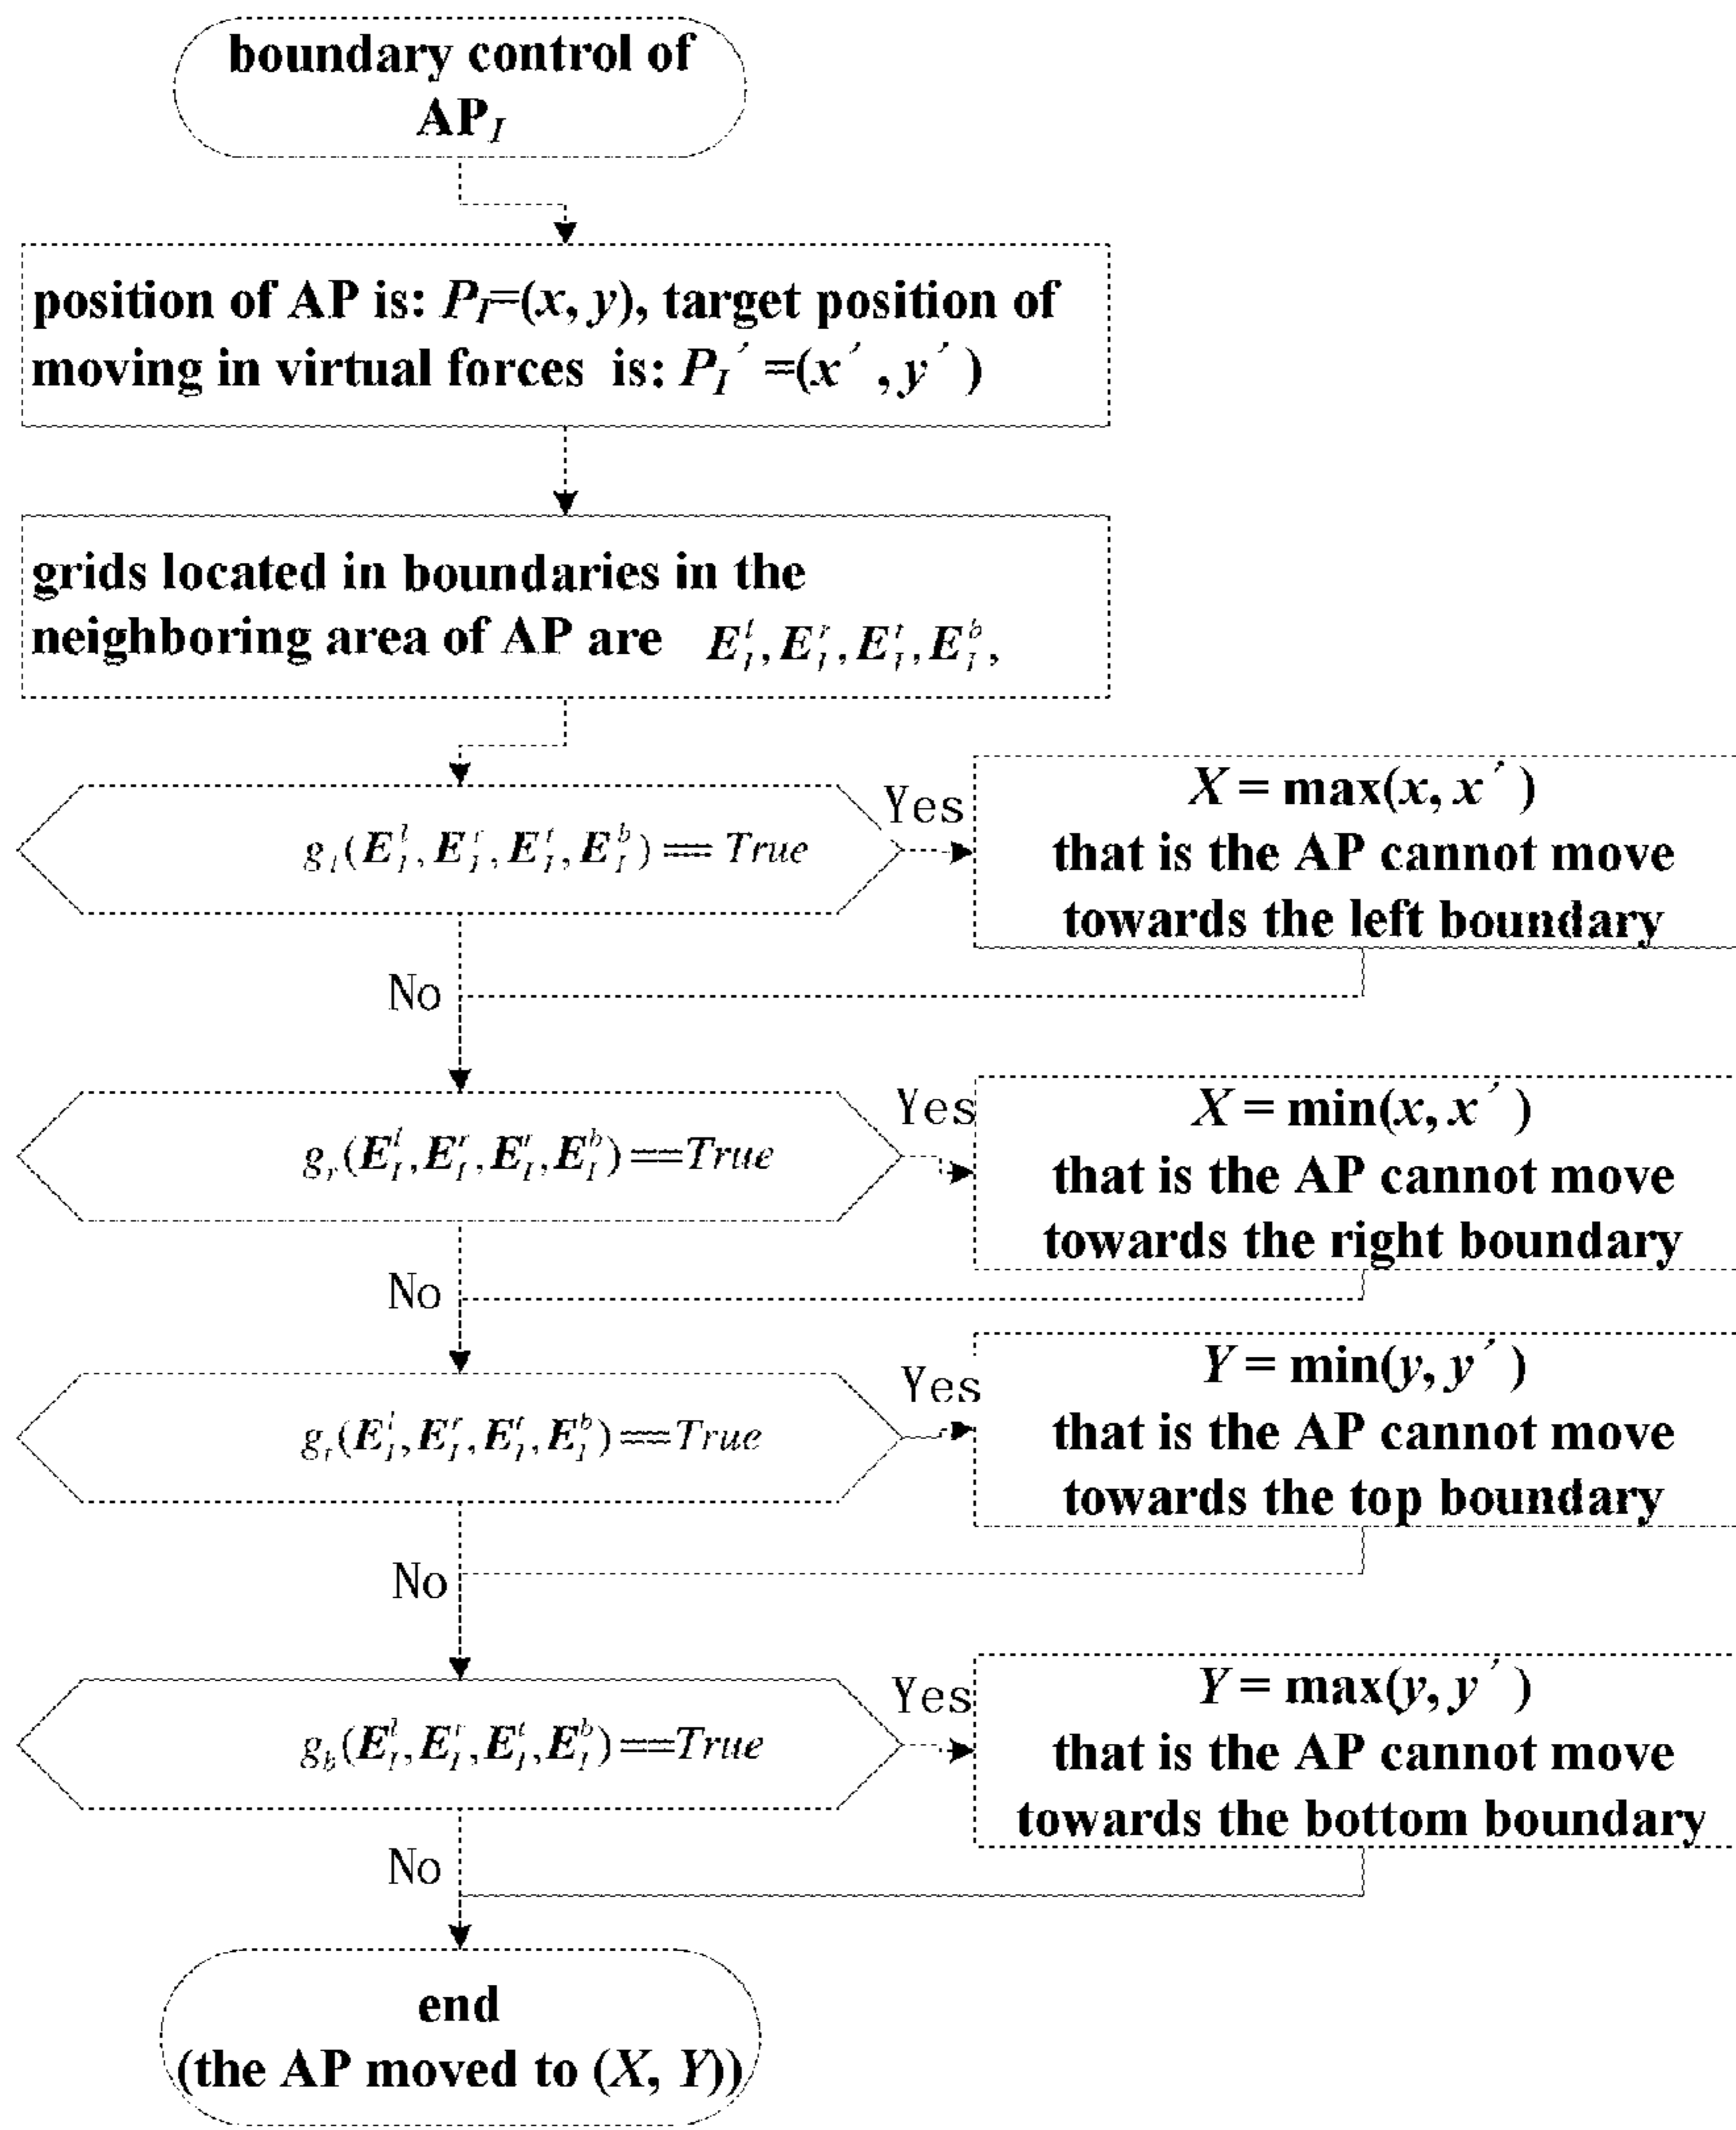 boundary control of
AP_I
position of AP is: P_I=(x, y), target position of
moving in virtual forces is: P_I′=(x′, y′)
grids located in boundaries in the
neighboring area of AP are E_I^l, E_I^r, E_I^t, E_I^b,
g_l(E_I^l, E_I^r, E_I^t, E_I^b) == True
Yes
X = max(x, x′)
that is the AP cannot move
towards the left boundary
No
g_r(E_I^l, E_I^r, E_I^t, E_I^b)==True
Yes
X = min(x, x′)
that is the AP cannot move
towards the right boundary
No
g_t(E_I^l, E_I^r, E_I^t, E_I^b)==True
Yes
Y = min(y, y′)
that is the AP cannot move
towards the top boundary
No
g_b(E_I^l, E_I^r, E_I^t, E_I^b)==True
Yes
Y = max(y, y′)
that is the AP cannot move
towards the bottom boundary
No
end
(the AP moved to (X, Y))